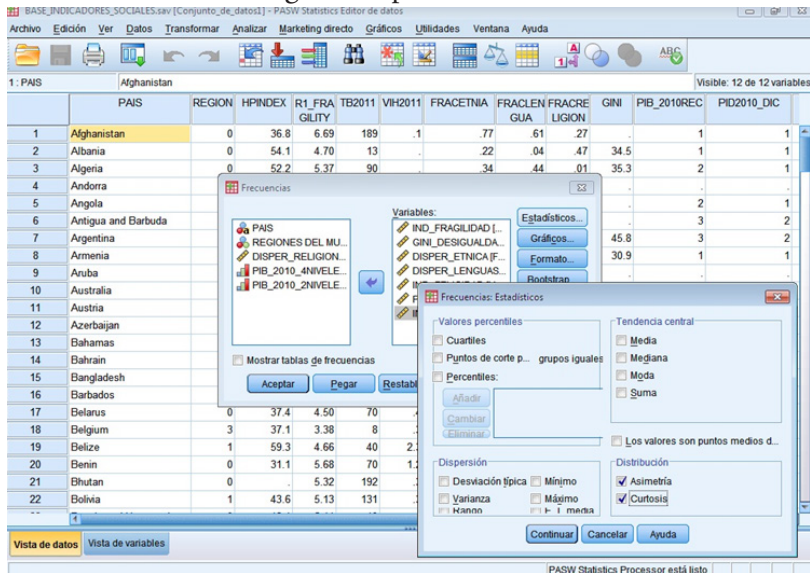 BASE_INDICADORES_SOCIALES.sav [Conjunto_de_datos1] - PASW Statistics Editor de datos
Archivo Edición Ver Datos Transformar Analizar Marketing directo Gráficos Utilidades Ventana Ayuda
1 : PAIS Afghanistan Visible: 12 de 12 variables
PAIS REGION HPINDEX R1_FRAGILITY TB2011 VIH2011 FRACETNIA FRACLENGUA FRACRELIGION GINI PIB_2010REC PID2010_DIC
1 Afghanistan 0 36.8 6.69 189 .1 .77 .61 .27 . 1 1
2 Albania 0 54.1 4.70 13 .22 .04 .47 34.5 1 1
3 Algeria 0 52.2 5.37 90 .34 .44 .01 35.3 2 1
4 Andorra . .
5 Angola 2 1
6 Antigua and Barbuda 3 2
7 Argentina 45.8 3 2
8 Armenia 30.9 1 1
9 Aruba
10 Australia
11 Austria
12 Azerbaijan
13 Bahamas
14 Bahrain
15 Bangladesh
16 Barbados
17 Belarus 0 37.4 4.50 70
18 Belgium 3 37.1 3.38 8
19 Belize 1 59.3 4.66 40
20 Benin 0 31.1 5.68 70
21 Bhutan 0 . 5.32 192
22 Bolivia 1 43.6 5.13 131
Frecuencias
PAIS
REGIONES DEL MU...
DISPER_RELIGION...
PIB_2010_4NIVELE...
PIB_2010_2NIVELE...
Variables:
IND_FRAGILIDAD [...
GINI_DESIGUALDA...
DISPER_ETNICA [F...
DISPER_LENGUAS...
Estadísticos...
Gráficos...
Formato...
Bootstrap...
Mostrar tablas de frecuencias
Aceptar Pegar Restabl
Frecuencias: Estadísticos
Valores percentiles
Cuartiles
Puntos de corte p... grupos iguales
Percentiles:
Añadir
Cambiar
Eliminar
Tendencia central
Media
Mediana
Moda
Suma
Los valores son puntos medios d...
Dispersión
Desviación típica Mínimo
Varianza Máximo
Rango E. T. media
Distribución
Asimetría
Curtosis
Continuar Cancelar Ayuda
Vista de datos Vista de variables
PASW Statistics Processor está listo